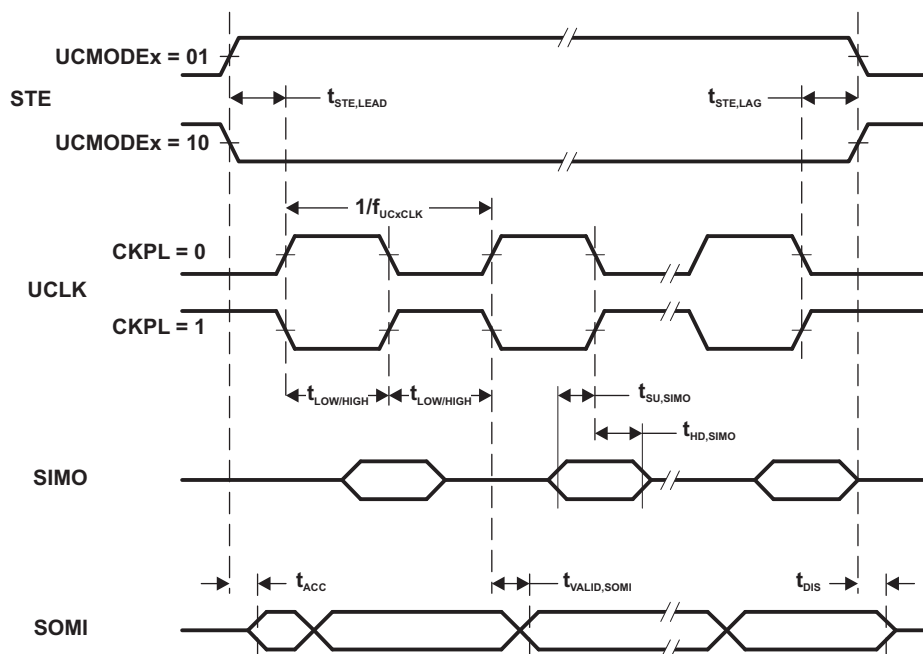 UCMODEx = 01
STE
t_STE,LEAD
t_STE,LAG
UCMODEx = 10
1/f_UCxCLK
CKPL = 0
UCLK
CKPL = 1
t_LOW/HIGH t_LOW/HIGH
t_SU,SIMO
t_HD,SIMO
SIMO
t_ACC
t_VALID,SOMI
t_DIS
SOMI